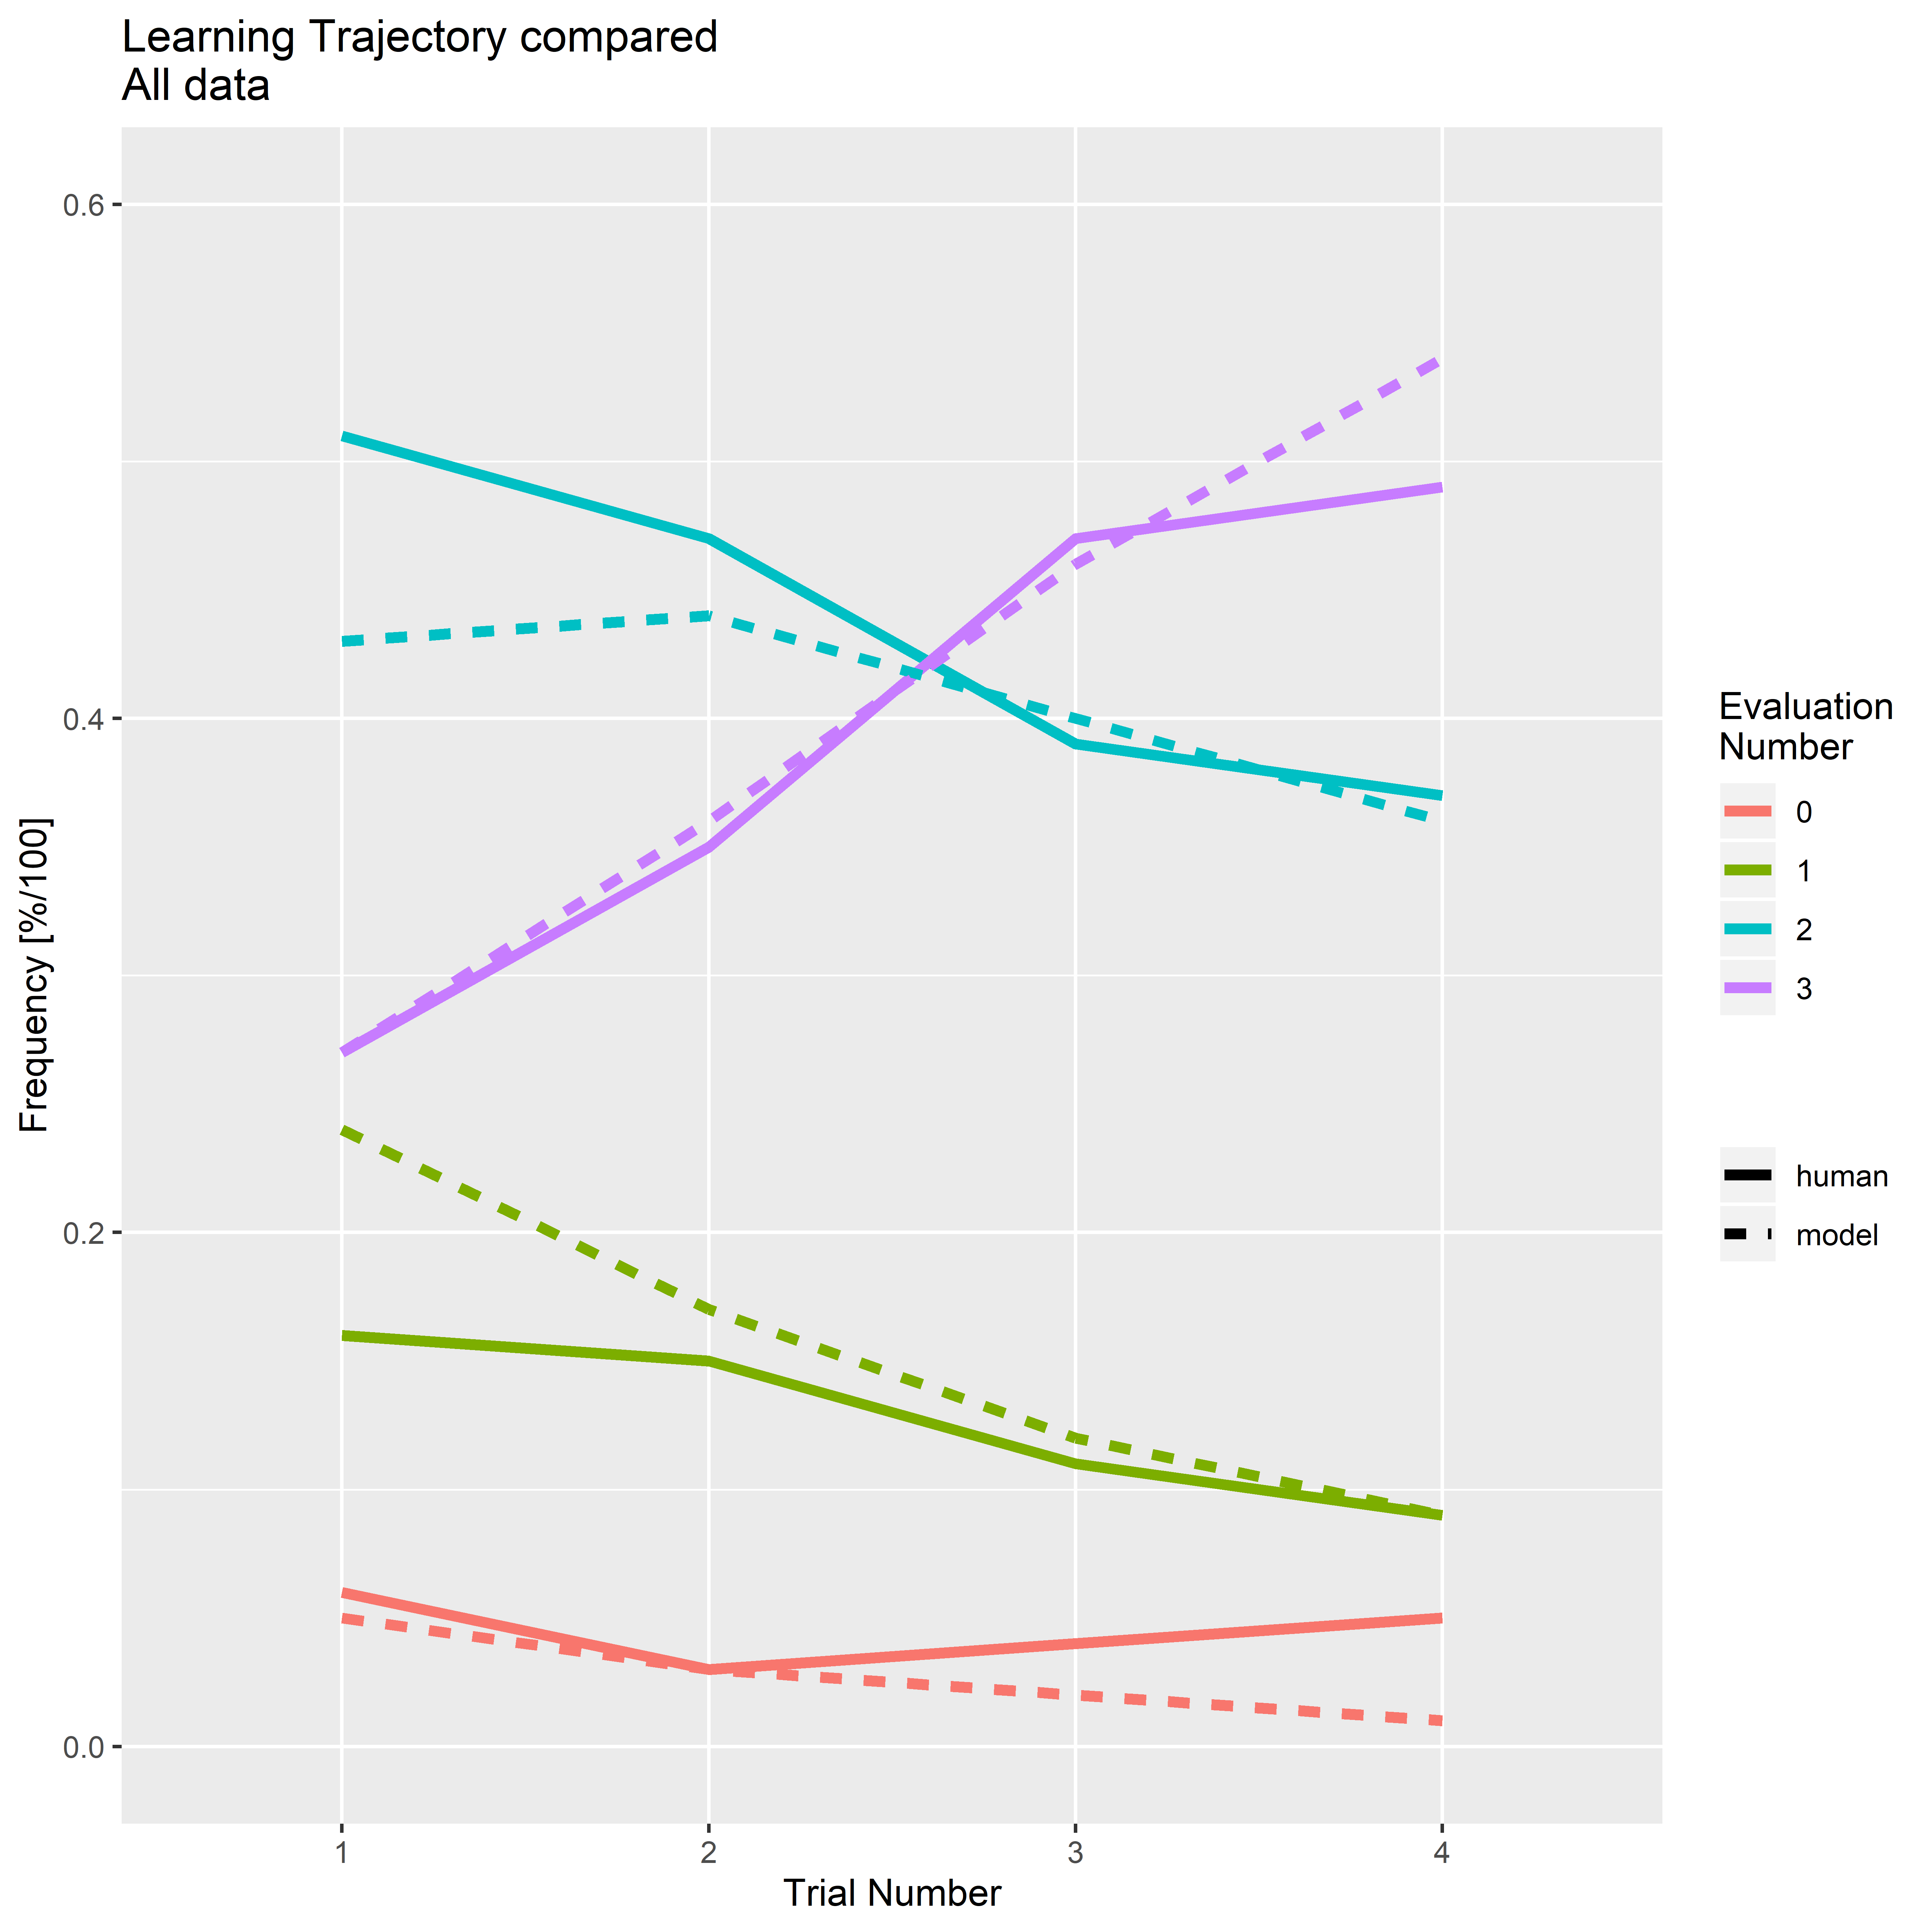 Learning Trajectory compared
All data
0.6
0.4
0.2
0.0
Frequency [%/100]
1 2 3 4
Trial Number
Evaluation
Number
0
1
2
3
human
model